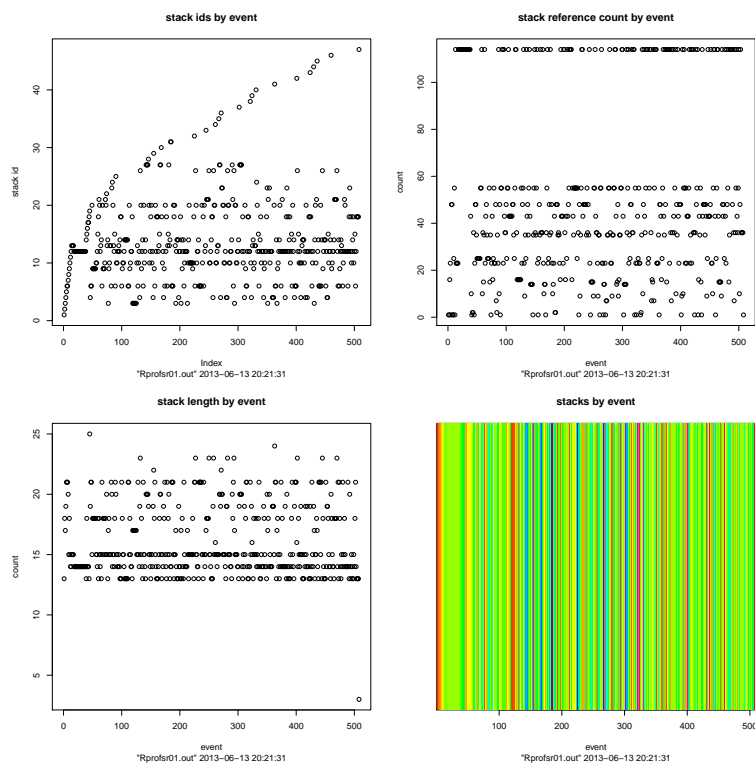 stack ids by event
stack id
0 10 20 30 40
0 100 200 300 400 500
Index
"Rprofsr01.out" 2013−06−13 20:21:31
stack reference count by event
count
0 20 40 60 80 100
0 100 200 300 400 500
event
"Rprofsr01.out" 2013−06−13 20:21:31
stack length by event
count
5 10 15 20 25
0 100 200 300 400 500
event
"Rprofsr01.out" 2013−06−13 20:21:31
stacks by event
0 100 200 300 400 500
event
"Rprofsr01.out" 2013−06−13 20:21:31